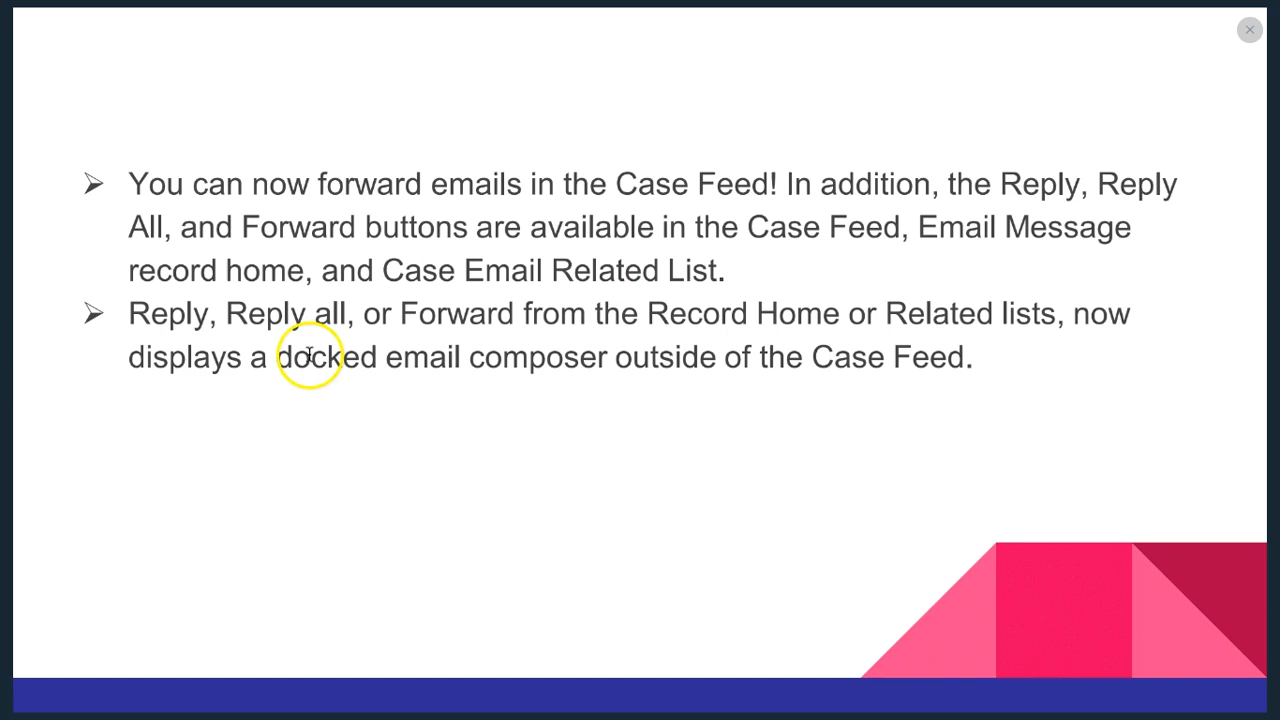 ➢ You can now forward emails in the Case Feed! In addition, the Reply, Reply
All, and Forward buttons are available in the Case Feed, Email Message
record home, and Case Email Related List.
➢ Reply, Reply all, or Forward from the Record Home or Related lists, now
displays a docked email composer outside of the Case Feed.